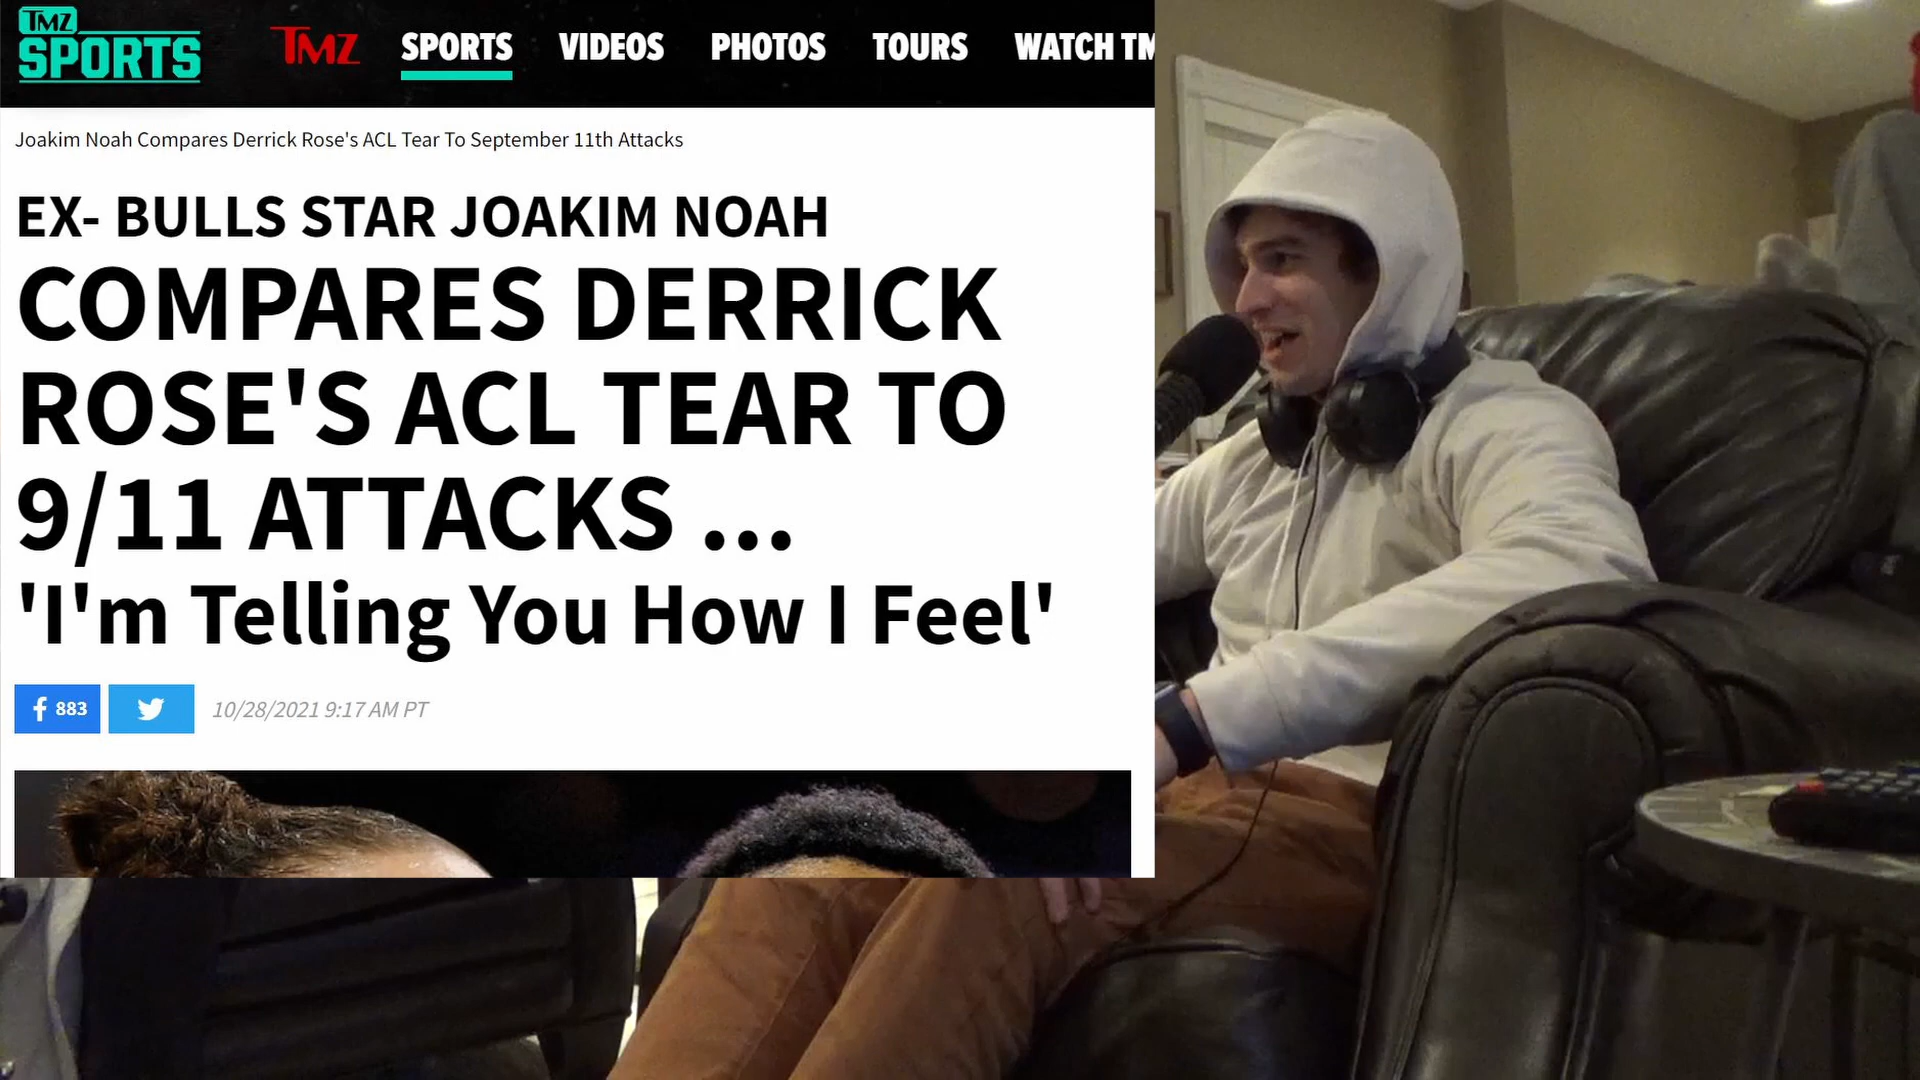 TMZ
SPORTS
TMZ SPORTS VIDEOS PHOTOS TOURS WATCH TM
Joakim Noah Compares Derrick Rose's ACL Tear To September 11th Attacks
EX- BULLS STAR JOAKIM NOAH
COMPARES DERRICK
ROSE'S ACL TEAR TO
9/11 ATTACKS ...
'I'm Telling You How I Feel'
f 883 10/28/2021 9:17 AM PT